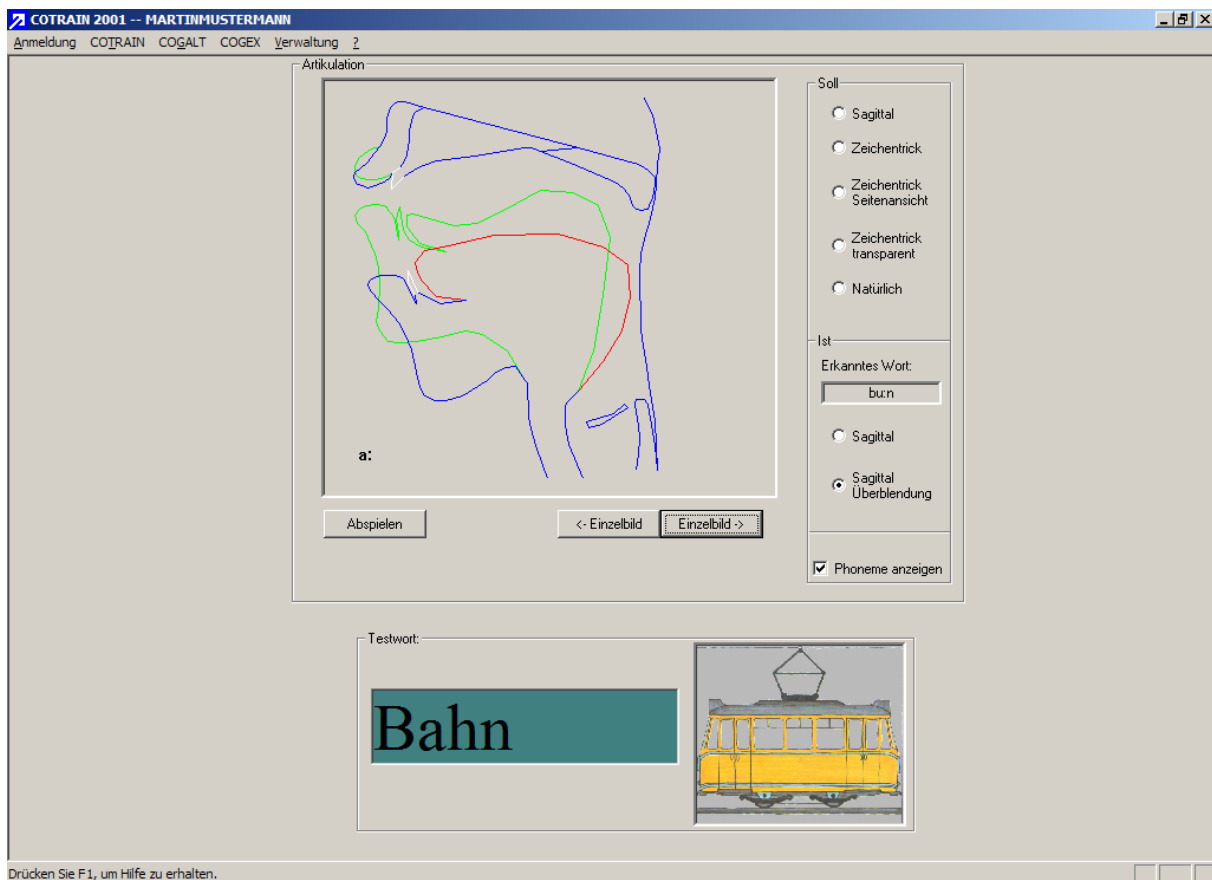 COTRAIN 2001 -- MARTINMUSTERMANN
Anmeldung COTRAIN COGALT COGEX Verwaltung ?
Artikulation
a:
Abspielen
<- Einzelbild
Einzelbild ->
Soll
Sagittal
Zeichentrick
Zeichentrick
Seitenansicht
Zeichentrick
transparent
Natürlich
Ist
Erkanntes Wort:
bu:n
Sagittal
Sagittal
Überblendung
Phoneme anzeigen
Testwort:
Bahn
Drücken Sie F1, um Hilfe zu erhalten.